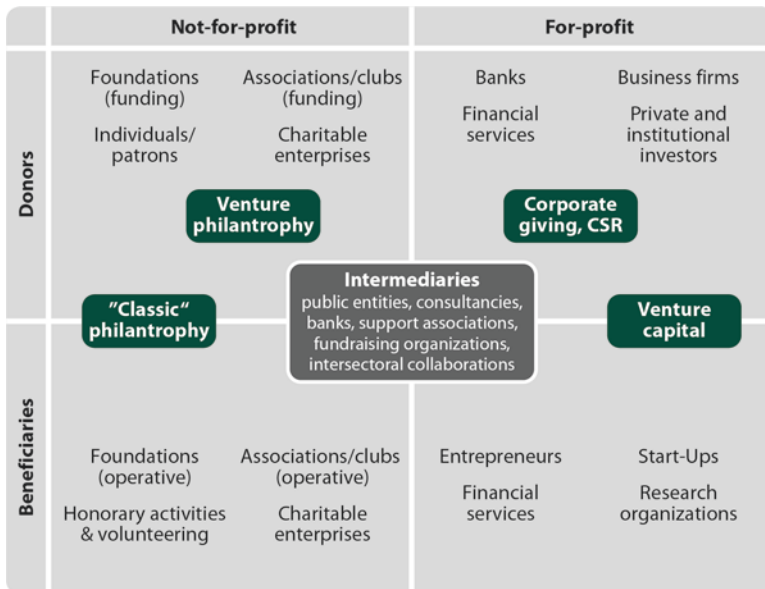 Not-for-profit
For-profit
Donors
Foundations
(funding)
Associations/clubs
(funding)
Individuals/
patrons
Charitable
enterprises
Banks
Business firms
Financial
services
Private and
institutional
investors
Venture
philantrophy
Corporate
giving, CSR
"Classic“
philantrophy
Intermediaries
public entities, consultancies,
banks, support associations,
fundraising organizations,
intersectoral collaborations
Venture
capital
Beneficiaries
Foundations
(operative)
Associations/clubs
(operative)
Honorary activities
& volunteering
Charitable
enterprises
Entrepreneurs
Start-Ups
Financial
services
Research
organizations